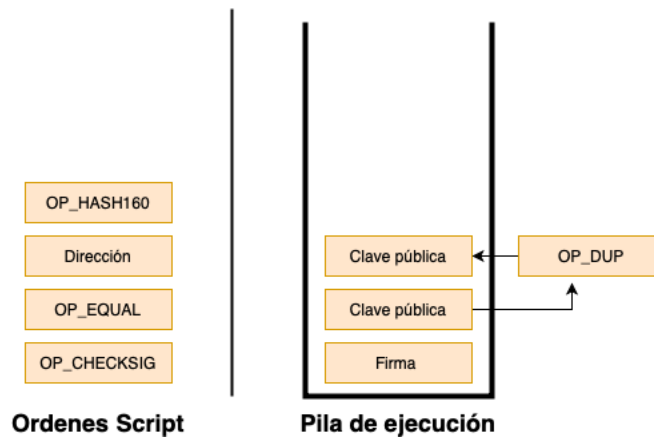 OP_HASH160
Dirección
Clave pública
OP_DUP
OP_EQUAL
Clave pública
OP_CHECKSIG
Firma
Ordenes Script
Pila de ejecución